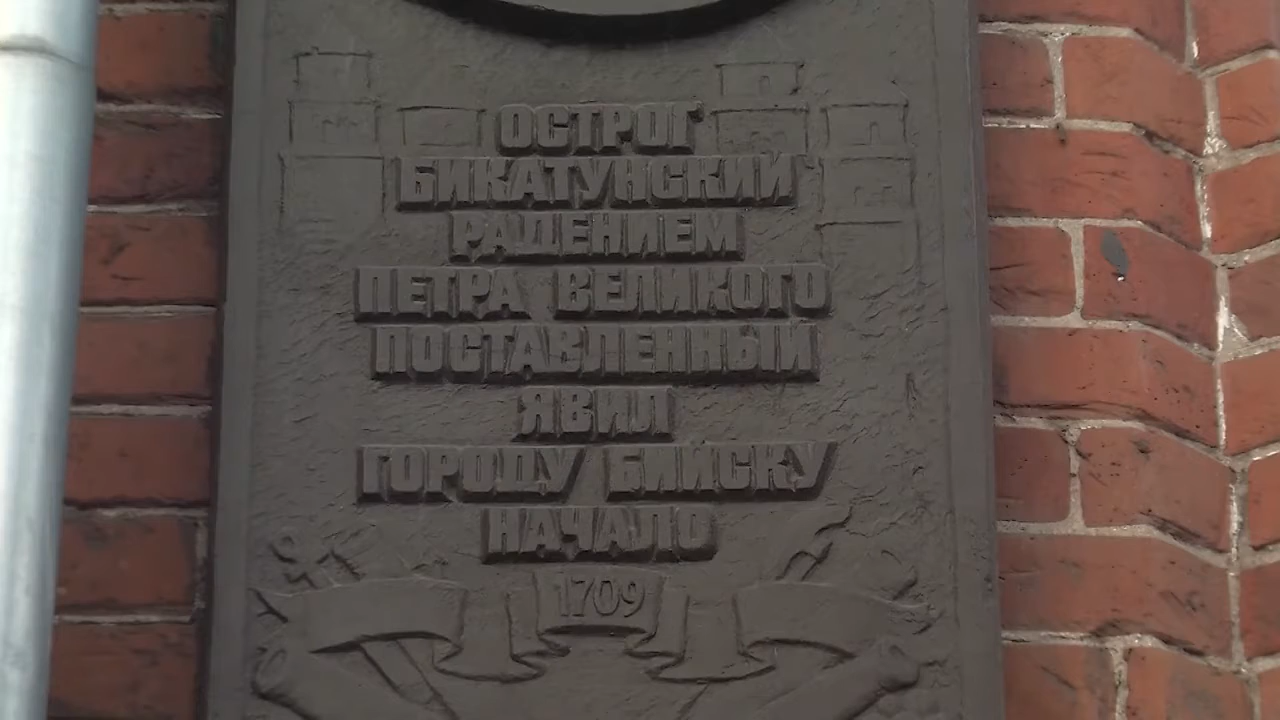 ОСТРОГ
БИКАТУНСКИЙ
РАДЕНИЕМ
ПЕТРА ВЕЛИКОГО
ПОСТАВЛЕННЫЙ
ЯВИЛ
ГОРОДУ БИЙСКУ
НАЧАЛО
1709